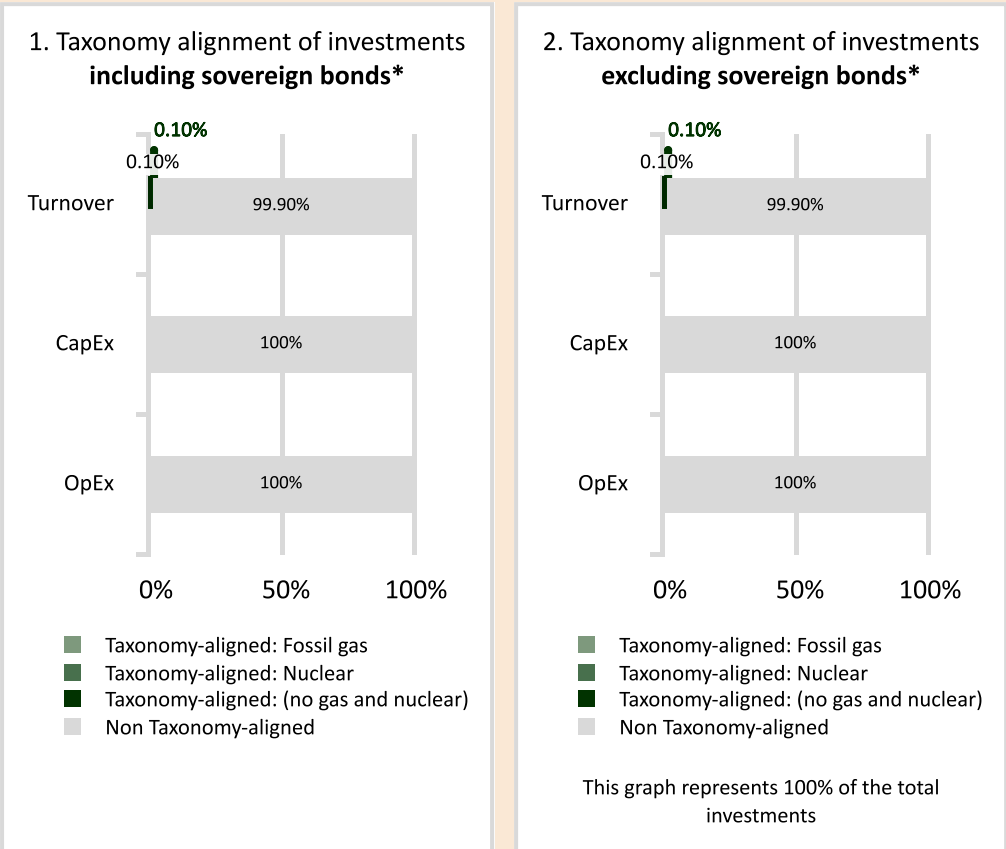 1. Taxonomy alignment of investments
including sovereign bonds*
0.10%
0.10%
Turnover
99.90%
CapEx
100%
OpEx
100%
0% 50% 100%
Taxonomy-aligned: Fossil gas
Taxonomy-aligned: Nuclear
Taxonomy-aligned: (no gas and nuclear)
Non Taxonomy-aligned
2. Taxonomy alignment of investments
excluding sovereign bonds*
0.10%
0.10%
Turnover
99.90%
CapEx
100%
OpEx
100%
0% 50% 100%
Taxonomy-aligned: Fossil gas
Taxonomy-aligned: Nuclear
Taxonomy-aligned: (no gas and nuclear)
Non Taxonomy-aligned
This graph represents 100% of the total
investments